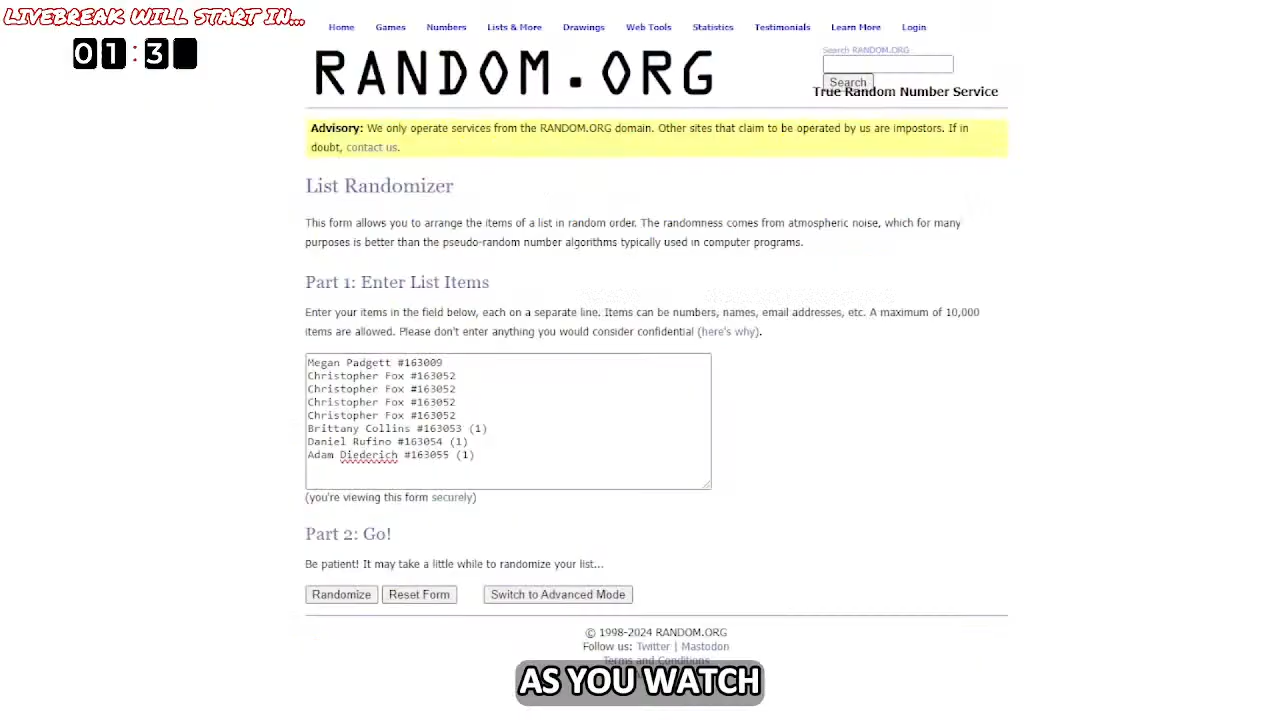 LIVEBREAK WILL START IN...
01:3
Home Games Numbers Lists & More Drawings Web Tools Statistics Testimonials Learn More Login
RANDOM.ORG
Search RANDOM.ORG
Search
True Random Number Service
Advisory: We only operate services from the RANDOM.ORG domain. Other sites that claim to be operated by us are impostors. If in
doubt, contact us.
List Randomizer
This form allows you to arrange the items of a list in random order. The randomness comes from atmospheric noise, which for many
purposes is better than the pseudo-random number algorithms typically used in computer programs.
Part 1: Enter List Items
Enter your items in the field below, each on a separate line. Items can be numbers, names, email addresses, etc. A maximum of 10,000
items are allowed. Please don't enter anything you would consider confidential (here's why).
Megan Padgett #163009
Christopher Fox #163052
Christopher Fox #163052
Christopher Fox #163052
Christopher Fox #163052
Brittany Collins #163053 (1)
Daniel Rufino #163054 (1)
Adam Diederich #163055 (1)
(you're viewing this form securely)
Part 2: Go!
Be patient! It may take a little while to randomize your list...
Randomize Reset Form Switch to Advanced Mode
© 1998-2024 RANDOM.ORG
Follow us: Twitter | Mastodon
Terms and Conditions
AS YOU WATCH